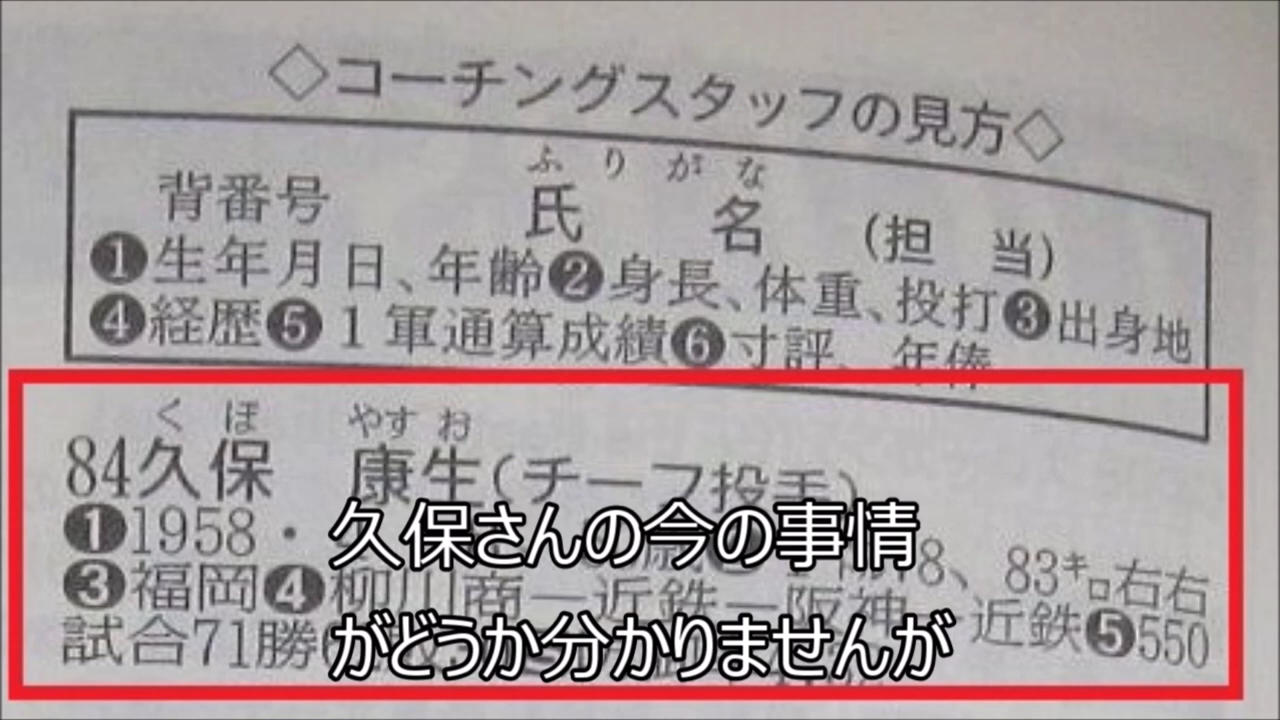 ◇コーチングスタッフの見方◇
ふりがな
背番号 氏 名 (担 当)
❶生年月日、年齢❷身長、体重、投打❸出身地
❹経歴❺1軍通算成績❻寸評、年俸
くぼ やすお
84久保 康生(チーフ投手)
❶1958・ 8、83㌔右右
❸福岡❹柳川商―近鉄―阪神 近鉄❺550
試合71勝
久保さんの今の事情
がどうか分かりませんが